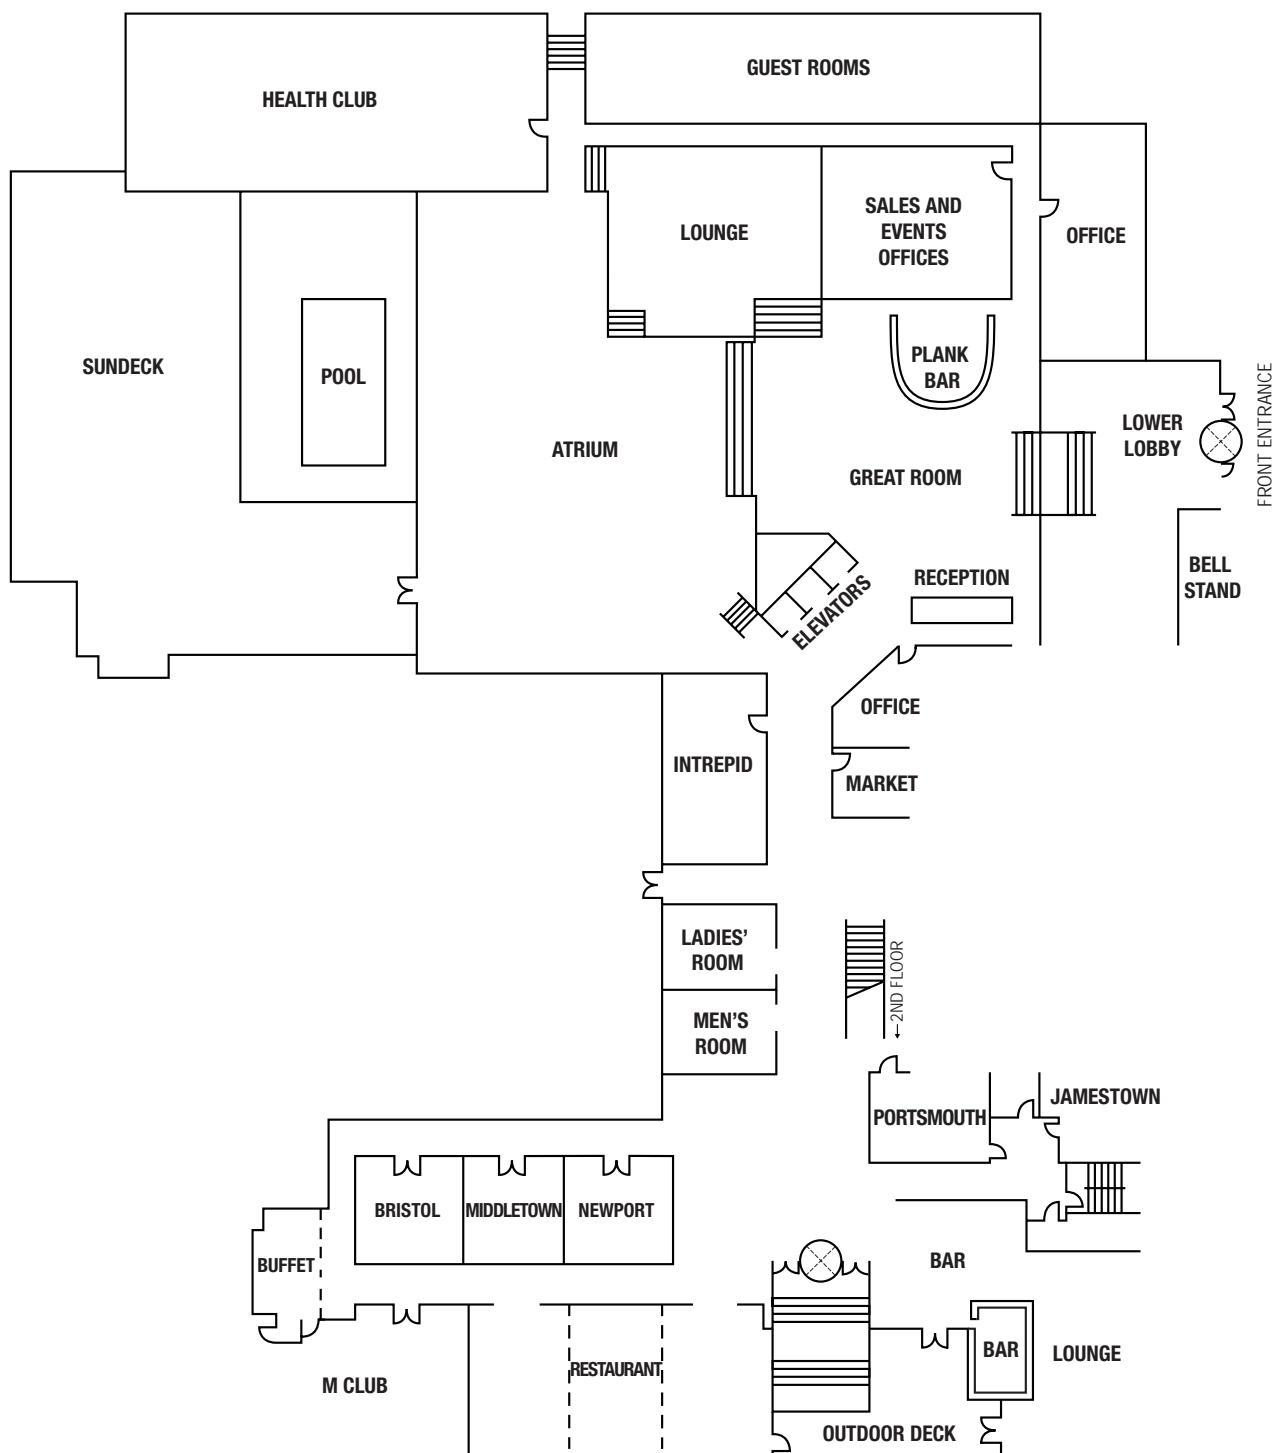 GUEST ROOMS
HEALTH CLUB
SALES AND
EVENTS
OFFICES
LOUNGE
OFFICE
PLANK
BAR
SUNDECK
POOL
LOWER
LOBBY
FRONT ENTRANCE
ATRIUM
GREAT ROOM
BELL
STAND
RECEPTION
ELEVATORS
OFFICE
INTREPID
MARKET
LADIES’
ROOM
←2ND FLOOR
MEN’S
ROOM
JAMESTOWN
PORTSMOUTH
BRISTOL
MIDDLETOWN
NEWPORT
BUFFET
BAR
BAR
LOUNGE
RESTAURANT
M CLUB
OUTDOOR DECK